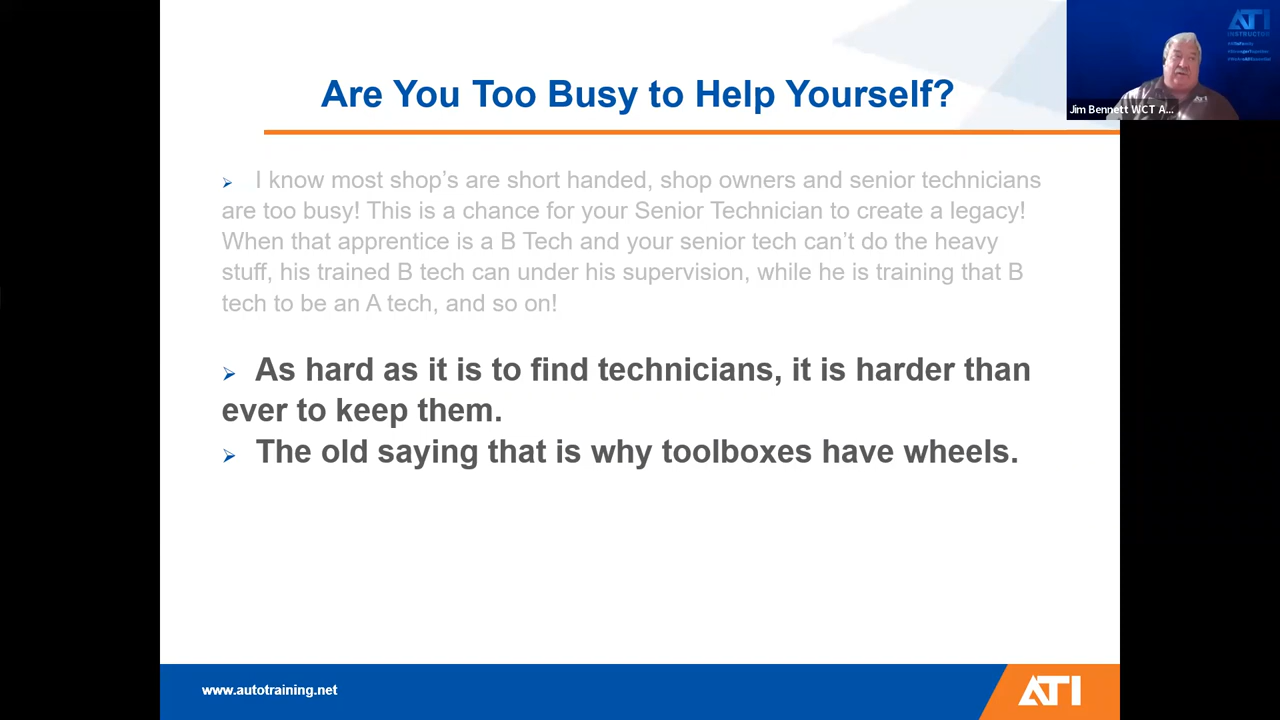 Are You Too Busy to Help Yourself?
ATI
INSTRUCTOR
Jim Bennett WCT A...
➢ I know most shop's are short handed, shop owners and senior technicians
are too busy! This is a chance for your Senior Technician to create a legacy!
When that apprentice is a B Tech and your senior tech can't do the heavy
stuff, his trained B tech can under his supervision, while he is training that B
tech to be an A tech, and so on!
➢ As hard as it is to find technicians, it is harder than
ever to keep them.
➢ The old saying that is why toolboxes have wheels.
www.autotraining.net
ATI